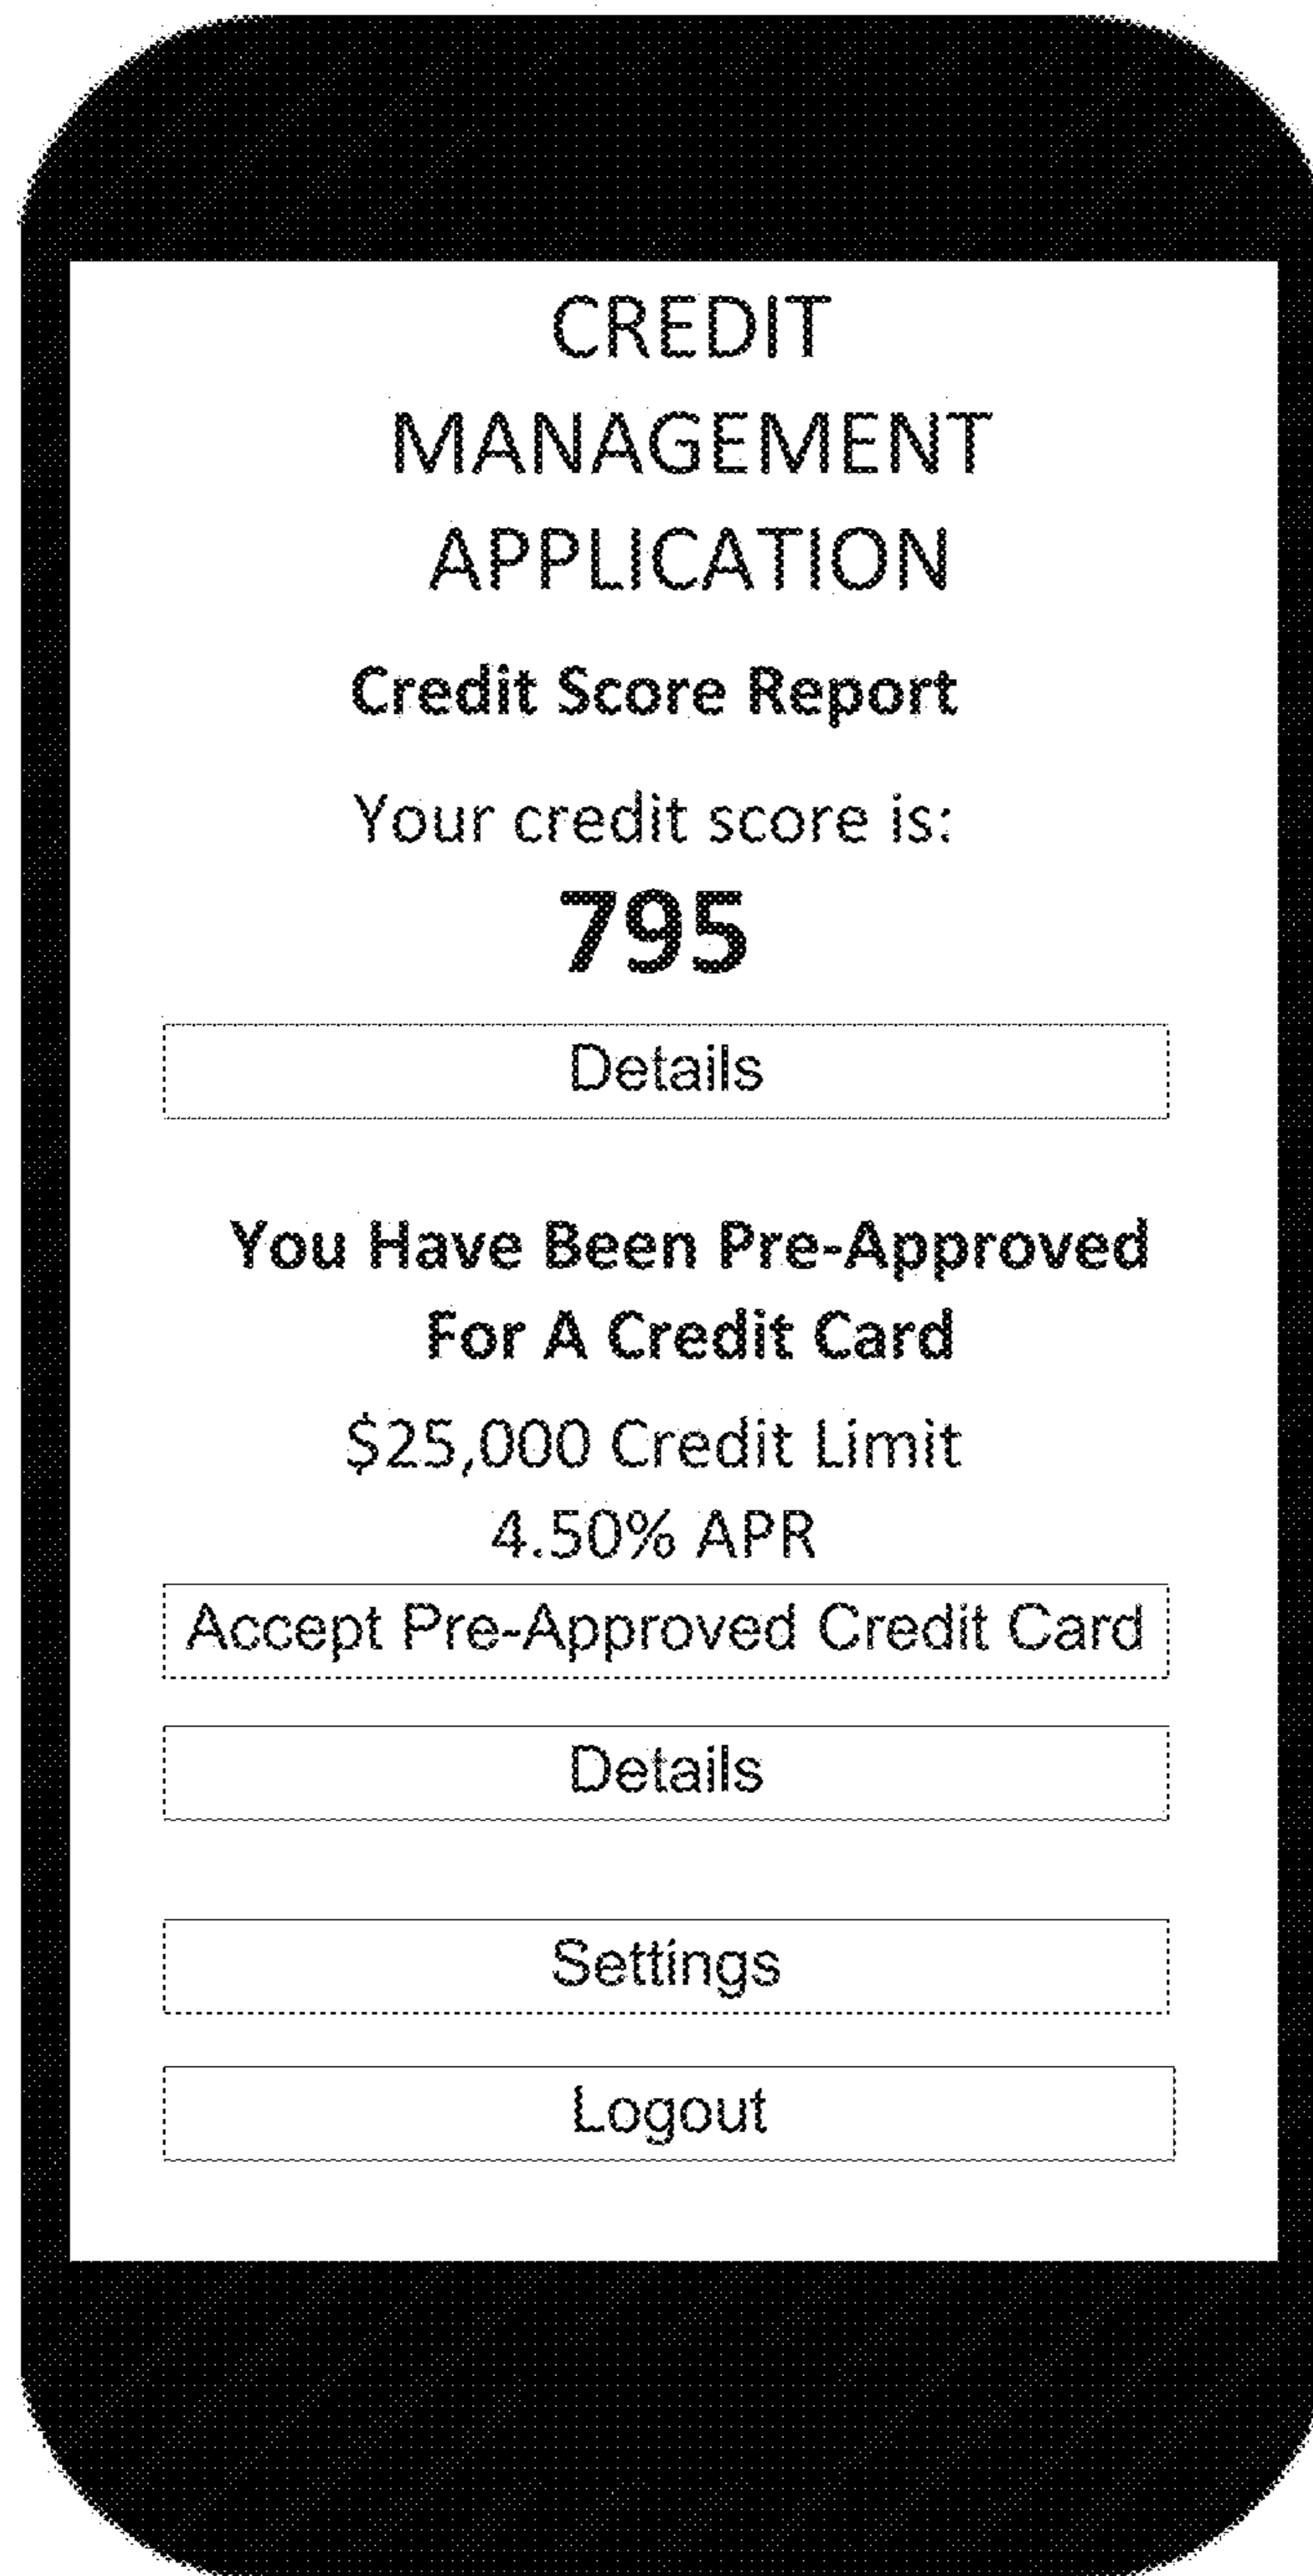 CREDIT
MANAGEMENT
APPLICATION
Credit Score Report
Your credit score is:
795
Details
You Have Been Pre-Approved
For A Credit Card
$25,000 Credit Limit
4.50% APR
Accept Pre-Approved Credit Card
Details
Settings
Logout